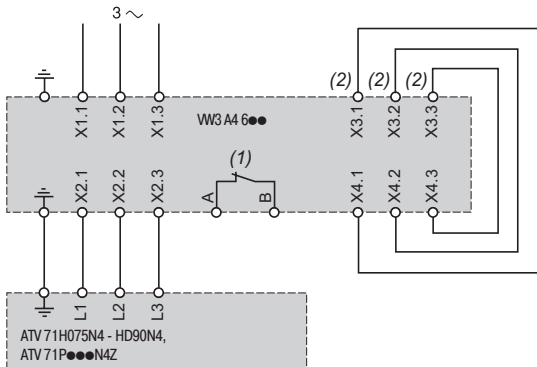 3 ~
(2) (2) (2)
X1.1 X1.2 X1.3 VW3 A4 6●● X3.1 X3.2 X3.3
(1)
X2.1 X2.2 X2.3 A B X4.1 X4.2 X4.3
L1 L2 L3
ATV 71H075N4 - HD90N4,
ATV 71P●●●N4Z